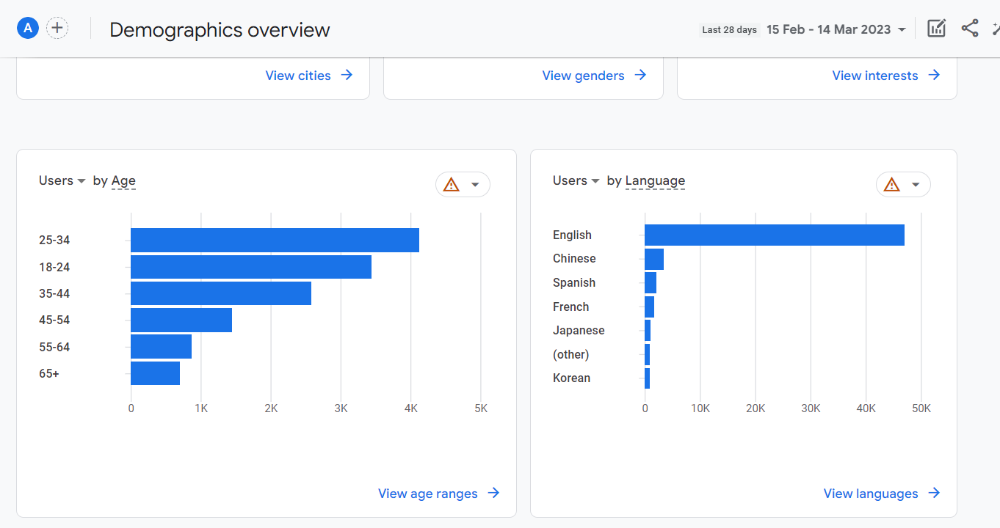 A
Demographics overview
Last 28 days 15 Feb - 14 Mar 2023
View cities
View genders
View interests
Users by Age
25-34
18-24
35-44
45-54
55-64
65+
0 1K 2K 3K 4K 5K
View age ranges
Users by Language
English
Chinese
Spanish
French
Japanese
(other)
Korean
0 10K 20K 30K 40K 50K
View languages